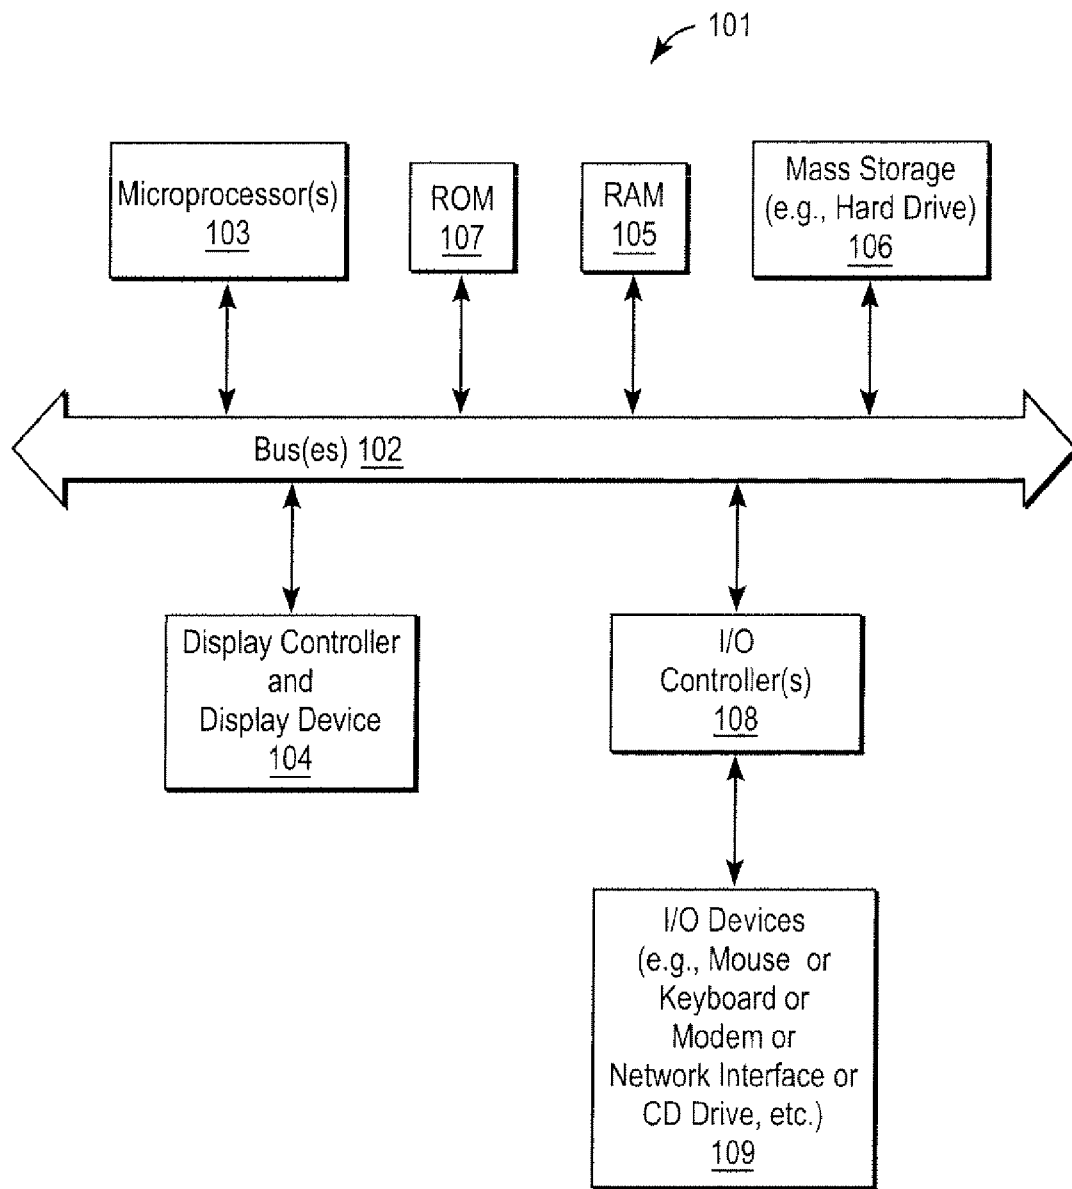 101
Microprocessor(s)
103
ROM
107
RAM
105
Mass Storage
(e.g., Hard Drive)
106
Bus(es) 102
Display Controller
and
Display Device
104
I/O
Controller(s)
108
I/O Devices
(e.g., Mouse or
Keyboard or
Modem or
Network Interface or
CD Drive, etc.)
109